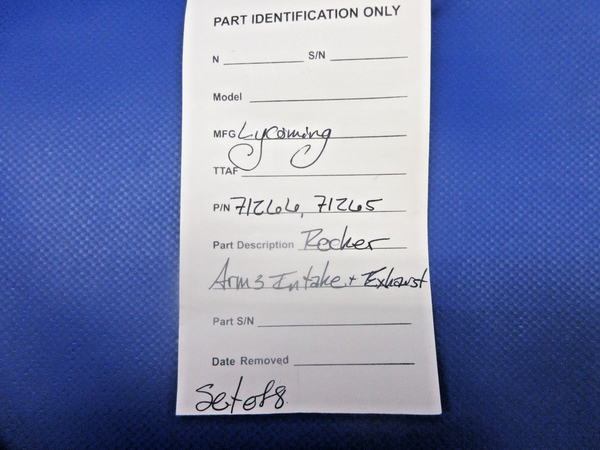 PART IDENTIFICATION ONLY
N S/N
Model
MFG Lycoming
TTAF
P/N 71266, 71265
Part Description Rocker
Arms Intake + Exhaust
Part S/N
Date Removed
Set of 8